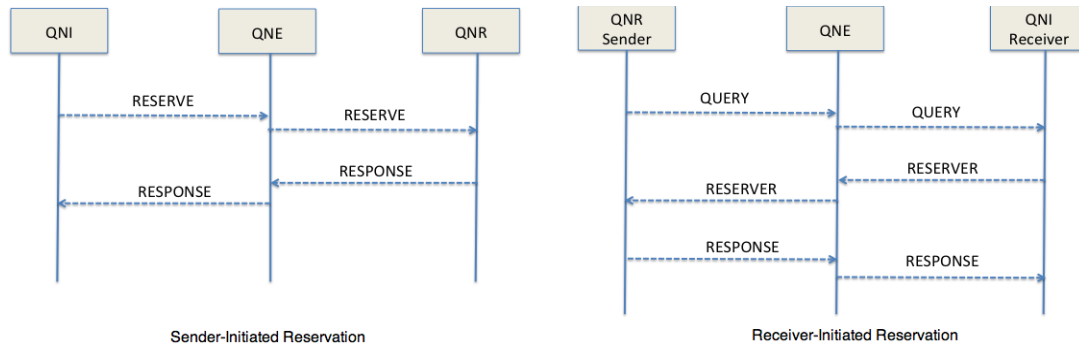 QNI
QNE
QNR
RESERVE
RESERVE
RESPONSE
RESPONSE
Sender-Initiated Reservation
QNR
Sender
QNE
QNI
Receiver
QUERY
QUERY
RESERVER
RESERVER
RESPONSE
RESPONSE
Receiver-Initiated Reservation